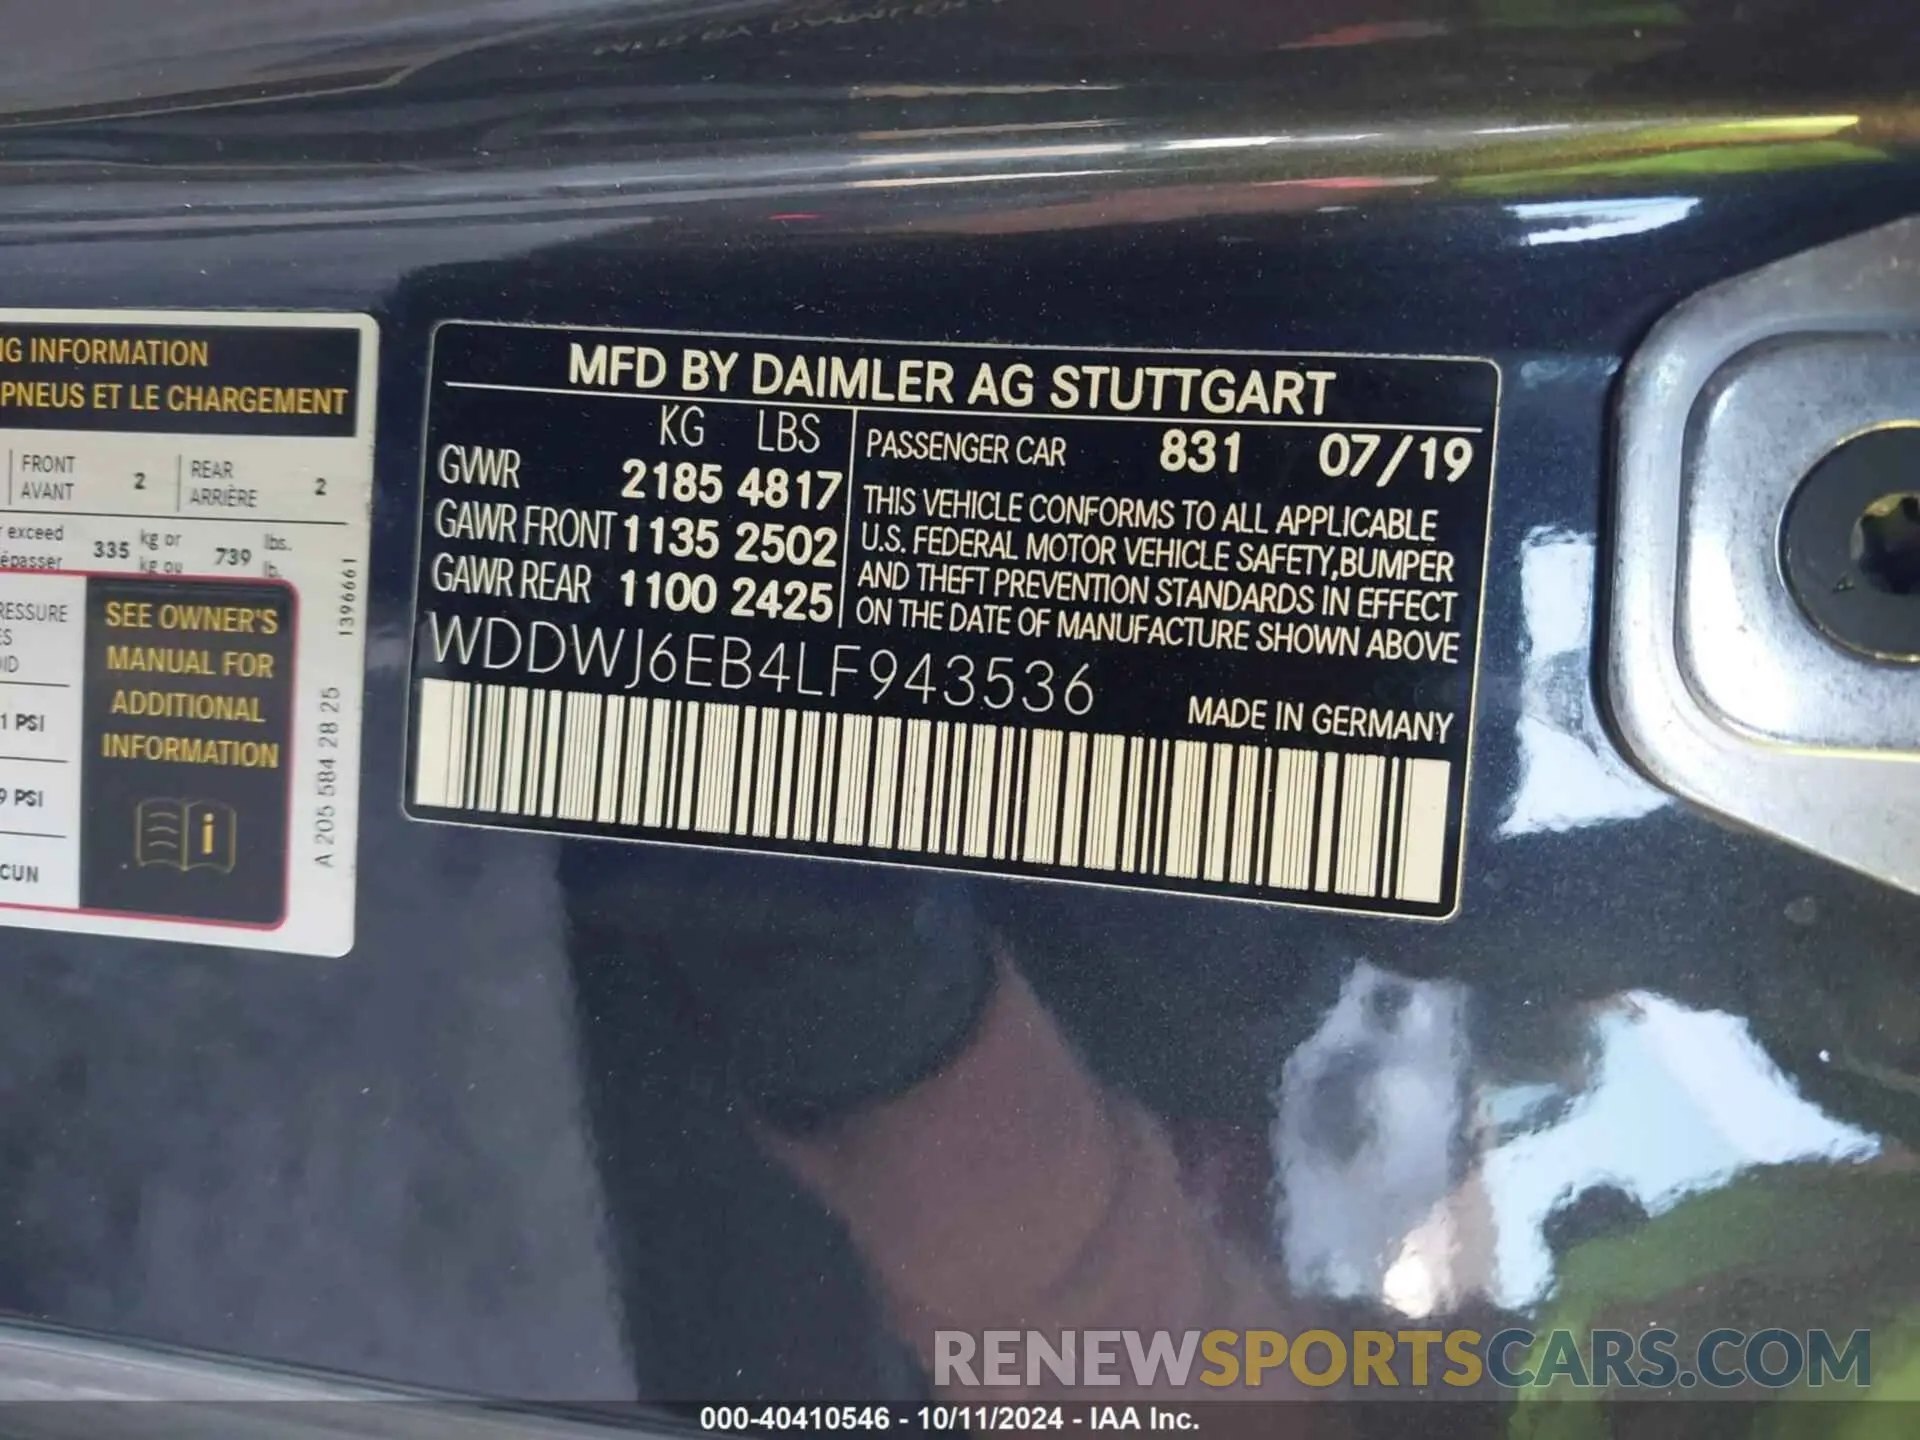 G INFORMATION
PNEUS ET LE CHARGEMENT
FRONT
AVANT
2
REAR
ARRIÈRE
2
exceed
335
kg or
kg ou
739
lbs.
lb.
1 PSI
9 PSI
SEE OWNER'S
MANUAL FOR
ADDITIONAL
INFORMATION
i
A 205 584 28 25
1396661
MFD BY DAIMLER AG STUTTGART
KG LBS
GVWR 2185 4817
GAWR FRONT 1135 2502
GAWR REAR 1100 2425
PASSENGER CAR 831 07/19
THIS VEHICLE CONFORMS TO ALL APPLICABLE
U.S. FEDERAL MOTOR VEHICLE SAFETY, BUMPER
AND THEFT PREVENTION STANDARDS IN EFFECT
ON THE DATE OF MANUFACTURE SHOWN ABOVE
WDDWJ6EB4LF943536
MADE IN GERMANY
RENEWSPORTSCARS.COM
000-40410546 - 10/11/2024 - IAA Inc.